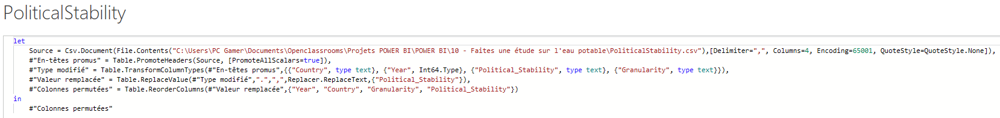 PoliticalStability
let
Source = Csv.Document(File.Contents("C:\Users\PC Gamer\Documents\Openclassrooms\Projets POWER BI\POWER BI\10 - Faites une étude sur l'eau potable\PoliticalStability.csv"),[Delimiter=",", Columns=4, Encoding=65001, QuoteStyle=QuoteStyle.None]),
#"En-têtes promus" = Table.PromoteHeaders(Source, [PromoteAllScalars=true]),
#"Type modifié" = Table.TransformColumnTypes(#"En-têtes promus",{{"Country", type text}, {"Year", Int64.Type}, {"Political_Stability", type text}, {"Granularity", type text}}),
#"Valeur remplacée" = Table.ReplaceValue(#"Type modifié",".",",",Replacer.ReplaceText,{"Political_Stability"}),
#"Colonnes permutées" = Table.ReorderColumns(#"Valeur remplacée",{"Year", "Country", "Granularity", "Political_Stability"})
in
#"Colonnes permutées"